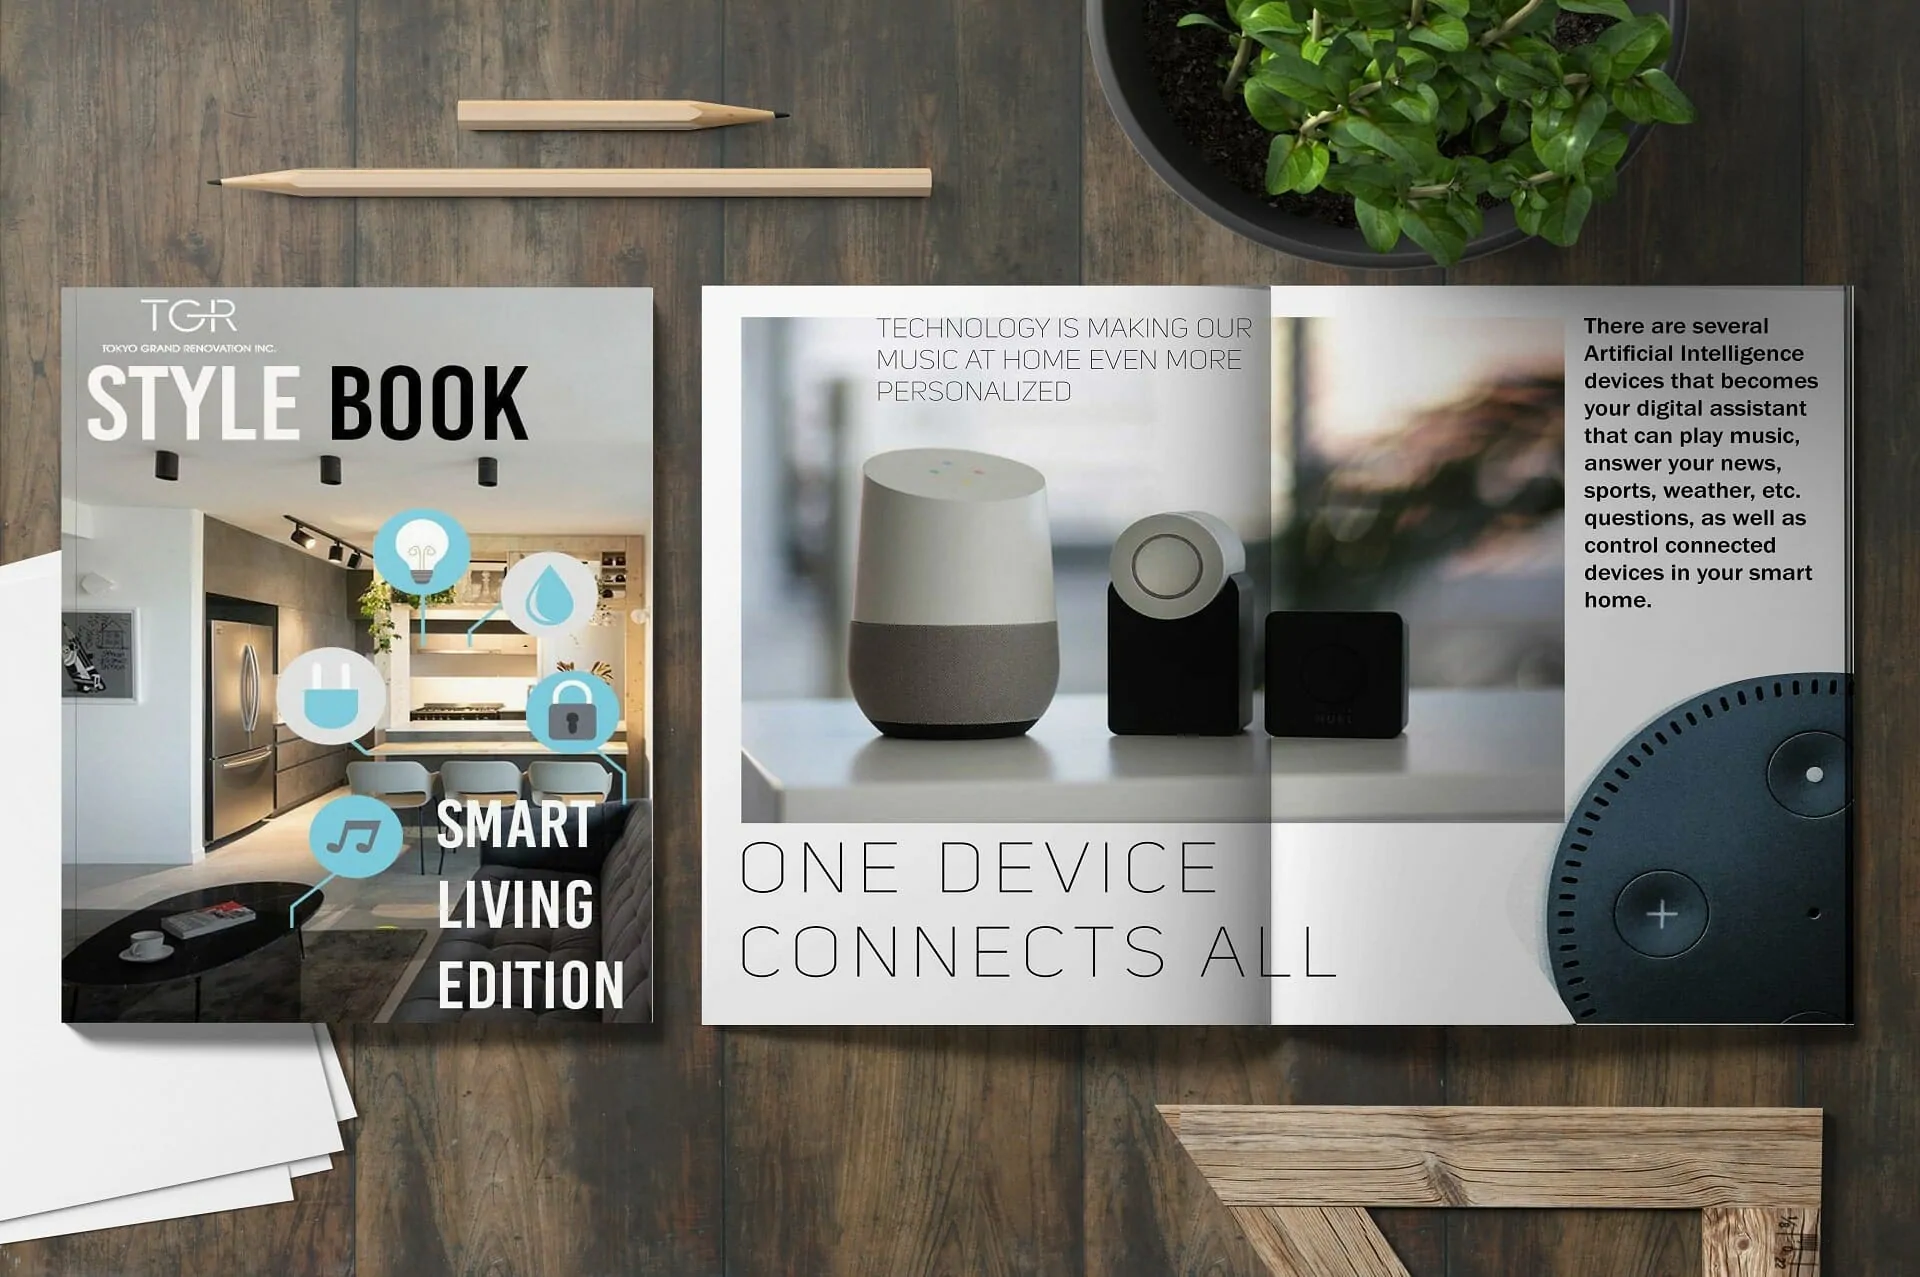 TGR
TOKYO GRAND RENOVATION INC.
STYLE BOOK
SMART
LIVING
EDITION
TECHNOLOGY IS MAKING OUR
MUSIC AT HOME EVEN MORE
PERSONALIZED
ONE DEVICE
CONNECTS ALL
There are several
Artificial Intelligence
devices that becomes
your digital assistant
that can play music,
answer your news,
sports, weather, etc.
questions, as well as
control connected
devices in your smart
home.